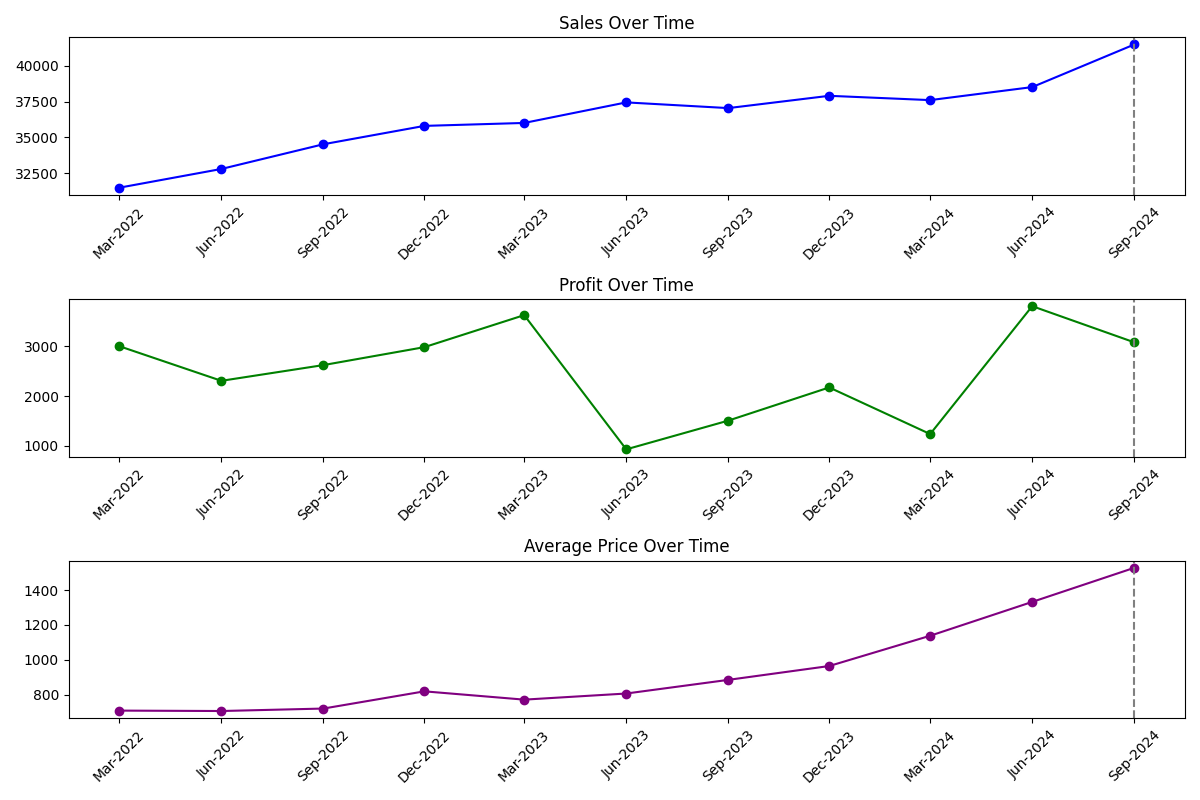 Sales Over Time
40000
37500
35000
32500
Mar-2022
Jun-2022
Sep-2022
Dec-2022
Mar-2023
Jun-2023
Sep-2023
Dec-2023
Mar-2024
Jun-2024
Sep-2024
Profit Over Time
3000
2000
1000
Mar-2022
Jun-2022
Sep-2022
Dec-2022
Mar-2023
Jun-2023
Sep-2023
Dec-2023
Mar-2024
Jun-2024
Sep-2024
Average Price Over Time
1400
1200
1000
800
Mar-2022
Jun-2022
Sep-2022
Dec-2022
Mar-2023
Jun-2023
Sep-2023
Dec-2023
Mar-2024
Jun-2024
Sep-2024